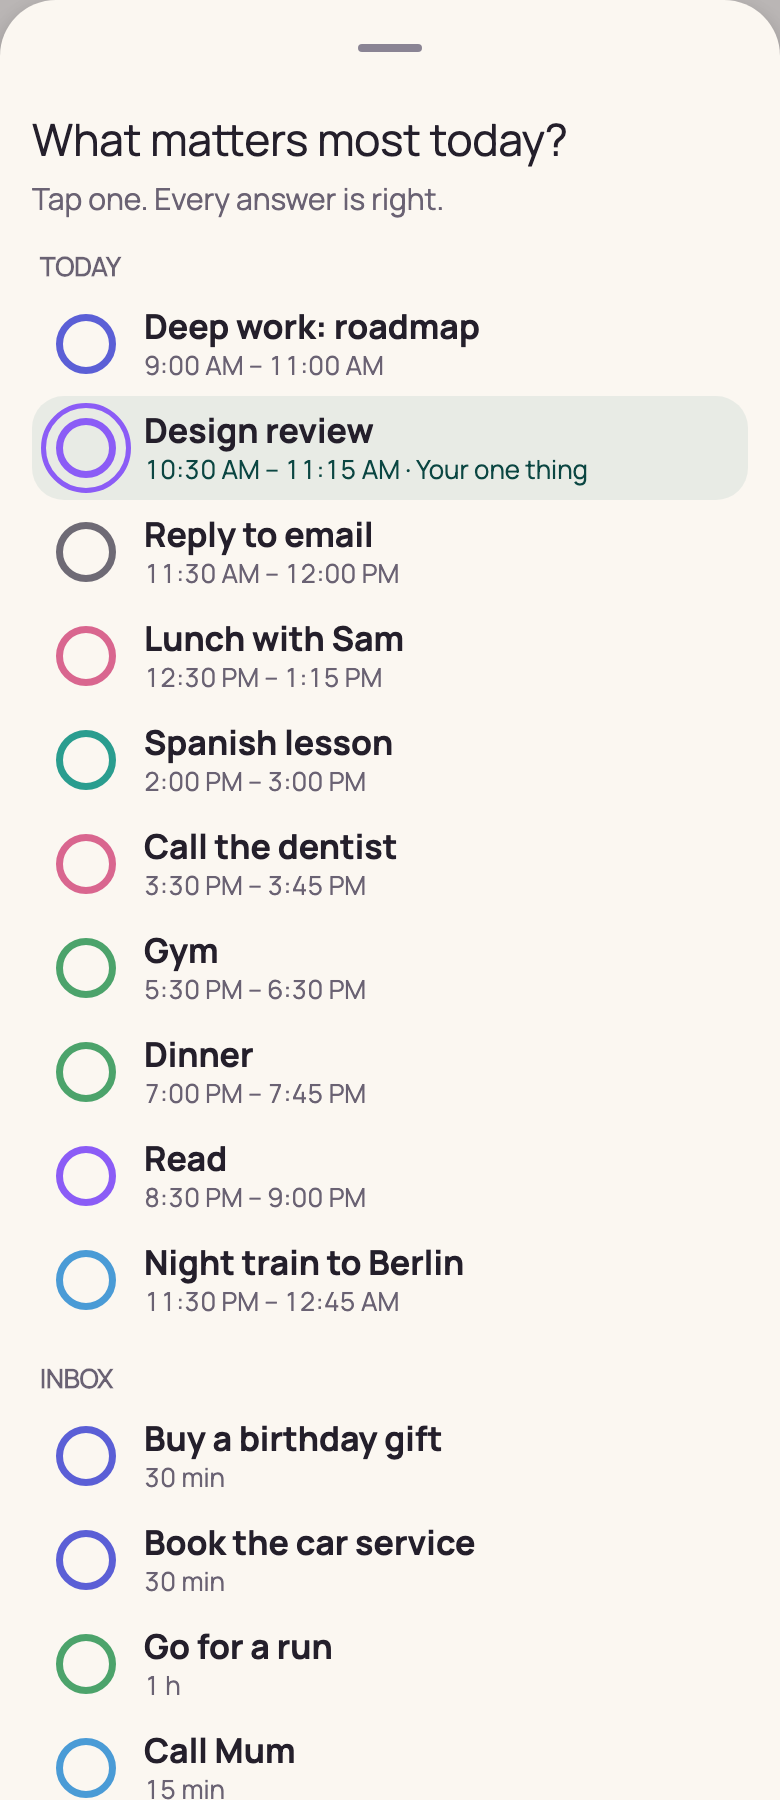 What matters most today?
Tap one. Every answer is right.
TODAY
Deep work: roadmap
9:00 AM – 11:00 AM
Design review
10:30 AM – 11:15 AM · Your one thing
Reply to email
11:30 AM – 12:00 PM
Lunch with Sam
12:30 PM – 1:15 PM
Spanish lesson
2:00 PM – 3:00 PM
Call the dentist
3:30 PM – 3:45 PM
Gym
5:30 PM – 6:30 PM
Dinner
7:00 PM – 7:45 PM
Read
8:30 PM – 9:00 PM
Night train to Berlin
11:30 PM – 12:45 AM
INBOX
Buy a birthday gift
30 min
Book the car service
30 min
Go for a run
1 h
Call Mum
15 min